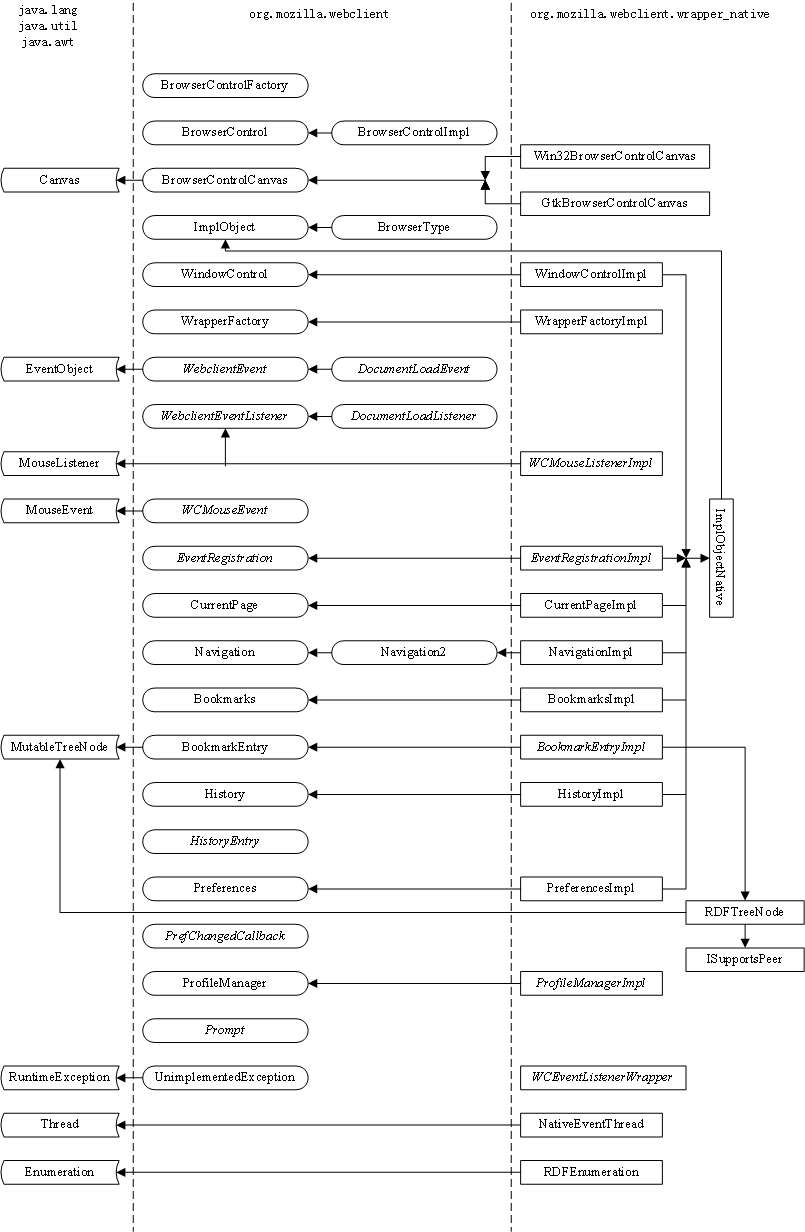 java.lang
java.util
java.awt
org.mozilla.webclient
org.mozilla.webclient.wrapper_native
BrowserControlFactory
BrowserControl
BrowserControlImpl
Win32BrowserControlCanvas
Canvas
BrowserControlCanvas
GtkBrowserControlCanvas
ImplObject
BrowserType
WindowControl
WindowControlImpl
WrapperFactory
WrapperFactoryImpl
EventObject
WebclientEvent
DocumentLoadEvent
WebclientEventListener
DocumentLoadListener
MouseListener
WCMouseListenerImpl
MouseEvent
WCMouseEvent
ImplObjectNative
EventRegistration
EventRegistrationImpl
CurrentPage
CurrentPageImpl
Navigation
Navigation2
NavigationImpl
Bookmarks
BookmarksImpl
MutableTreeNode
BookmarkEntry
BookmarkEntryImpl
History
HistoryImpl
HistoryEntry
Preferences
PreferencesImpl
RDFTreeNode
PrefChangedCallback
ISupportsPeer
ProfileManager
ProfileManagerImpl
Prompt
RuntimeException
UnimplementedException
WCEventListenerWrapper
Thread
NativeEventThread
Enumeration
RDFEnumeration